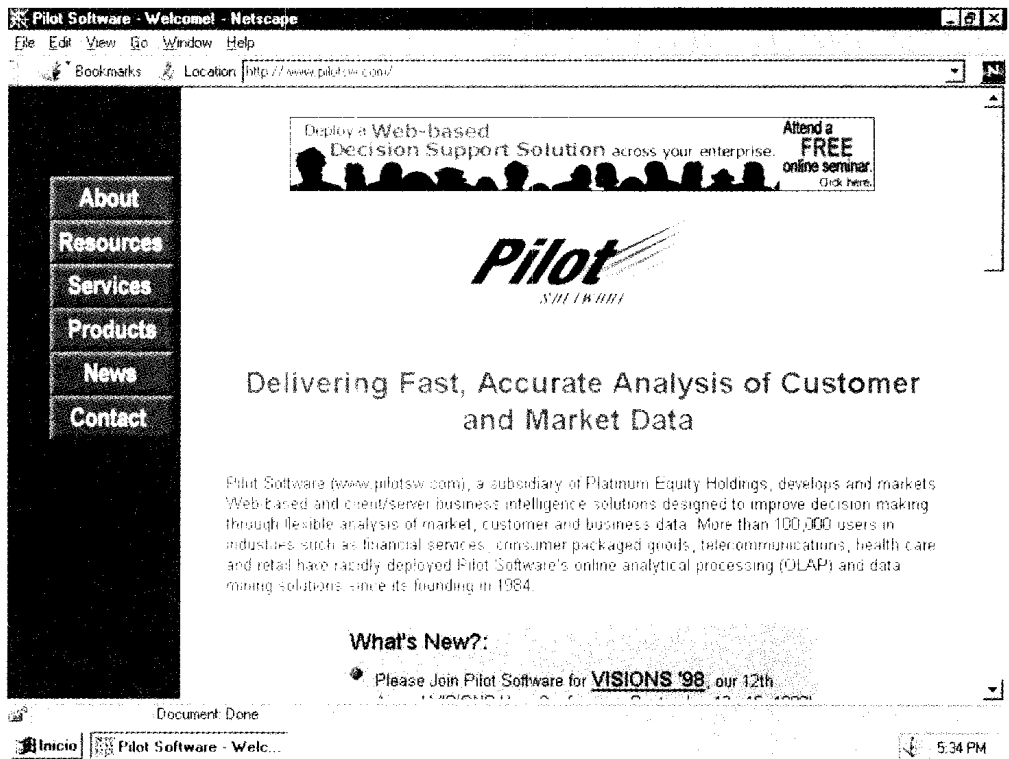 Pilot Software - Welcome! - Netscape
File Edit View Go Window Help
Bookmarks Location: http://www.pilotsw.com/
Deploy a Web-based
Decision Support Solution across your enterprise.
Attend a
FREE
online seminar.
Click here.
About
Resources
Services
Products
News
Contact
Pilot
SOFTWARE
Delivering Fast, Accurate Analysis of Customer
and Market Data
Pilot Software (www.pilotsw.com), a subsidiary of Platinum Equity Holdings, develops and markets
Web-based and client/server business intelligence solutions designed to improve decision making
through flexible analysis of market, customer and business data. More than 100,000 users in
industries such as financial services, consumer packaged goods, telecommunications, health care
and retail have rapidly deployed Pilot Software's online analytical processing (OLAP) and data
mining solutions since its founding in 1984.
What's New?:
Please Join Pilot Software for VISIONS '98, our 12th
Document: Done
Inicio Pilot Software - Welc... 5:34 PM